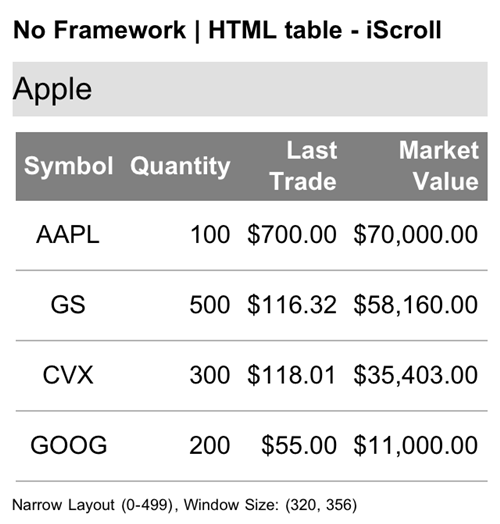 No Framework | HTML table - iScroll
Apple
Symbol Quantity Last Trade Market Value
AAPL 100 $700.00 $70,000.00
GS 500 $116.32 $58,160.00
CVX 300 $118.01 $35,403.00
GOOG 200 $55.00 $11,000.00
Narrow Layout (0-499), Window Size: (320, 356)